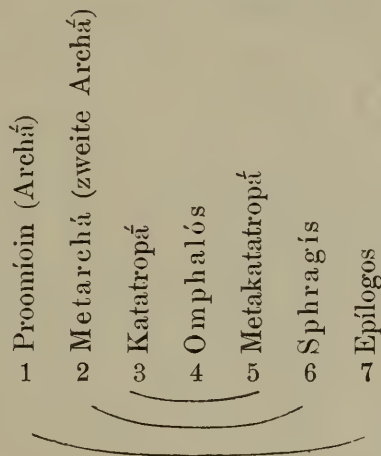 1 Proomíoin (Archá)
2 Metarchá (zweite Archá)
3 Katatropá
4 Omphalós
5 Metakatatropá
6 Sphragís
7 Epílogos